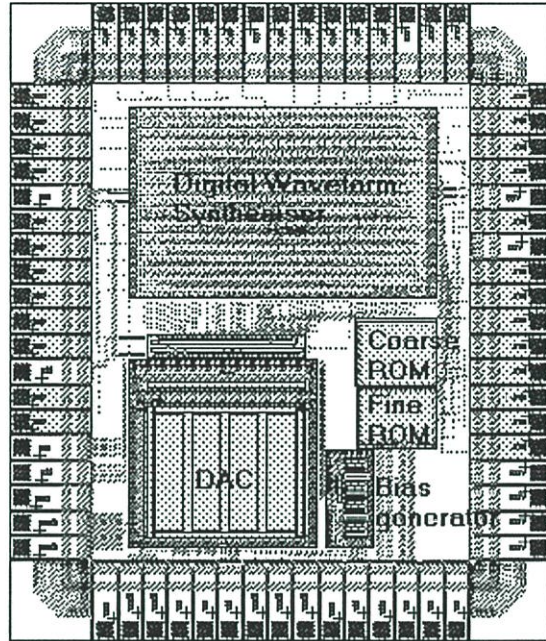 Digital Waveform
Synthesiser
Coarse
ROM
Fine
ROM
DAC
Bias
generator